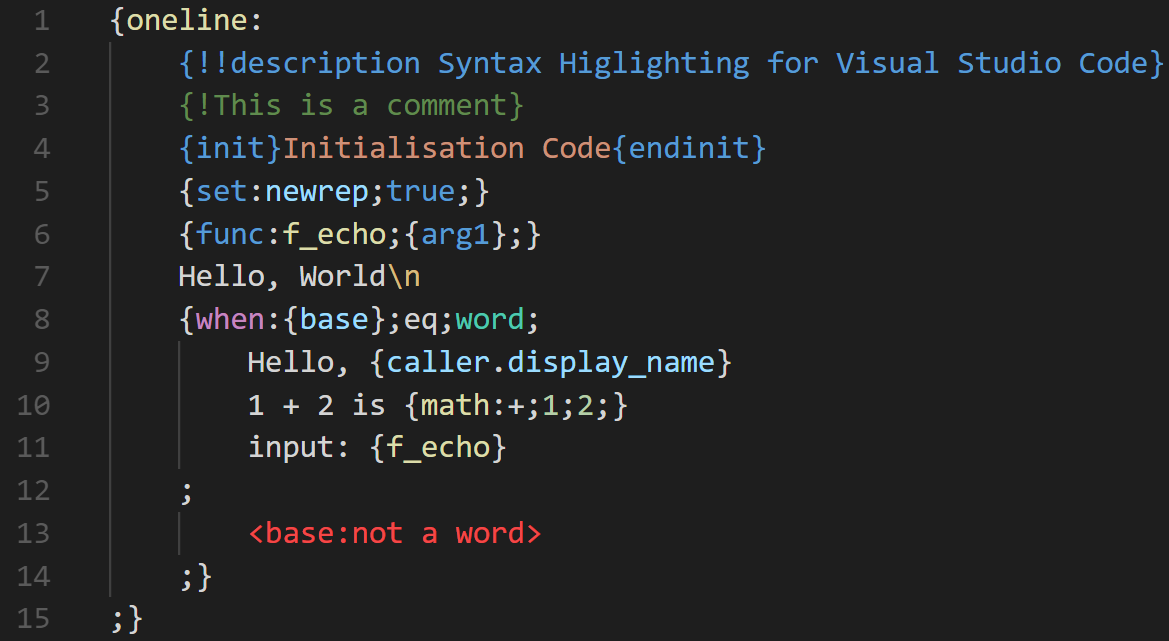 1 {oneline:
2 {!!description Syntax Higlighting for Visual Studio Code}
3 {!This is a comment}
4 {init}Initialisation Code{endinit}
5 {set:newrep;true;}
6 {func:f_echo;{arg1};}
7 Hello, World\n
8 {when:{base};eq;word;
9 Hello, {caller.display_name}
10 1 + 2 is {math:+;1;2;}
11 input: {f_echo}
12 ;
13 <base:not a word>
14 ;}
15 ;}